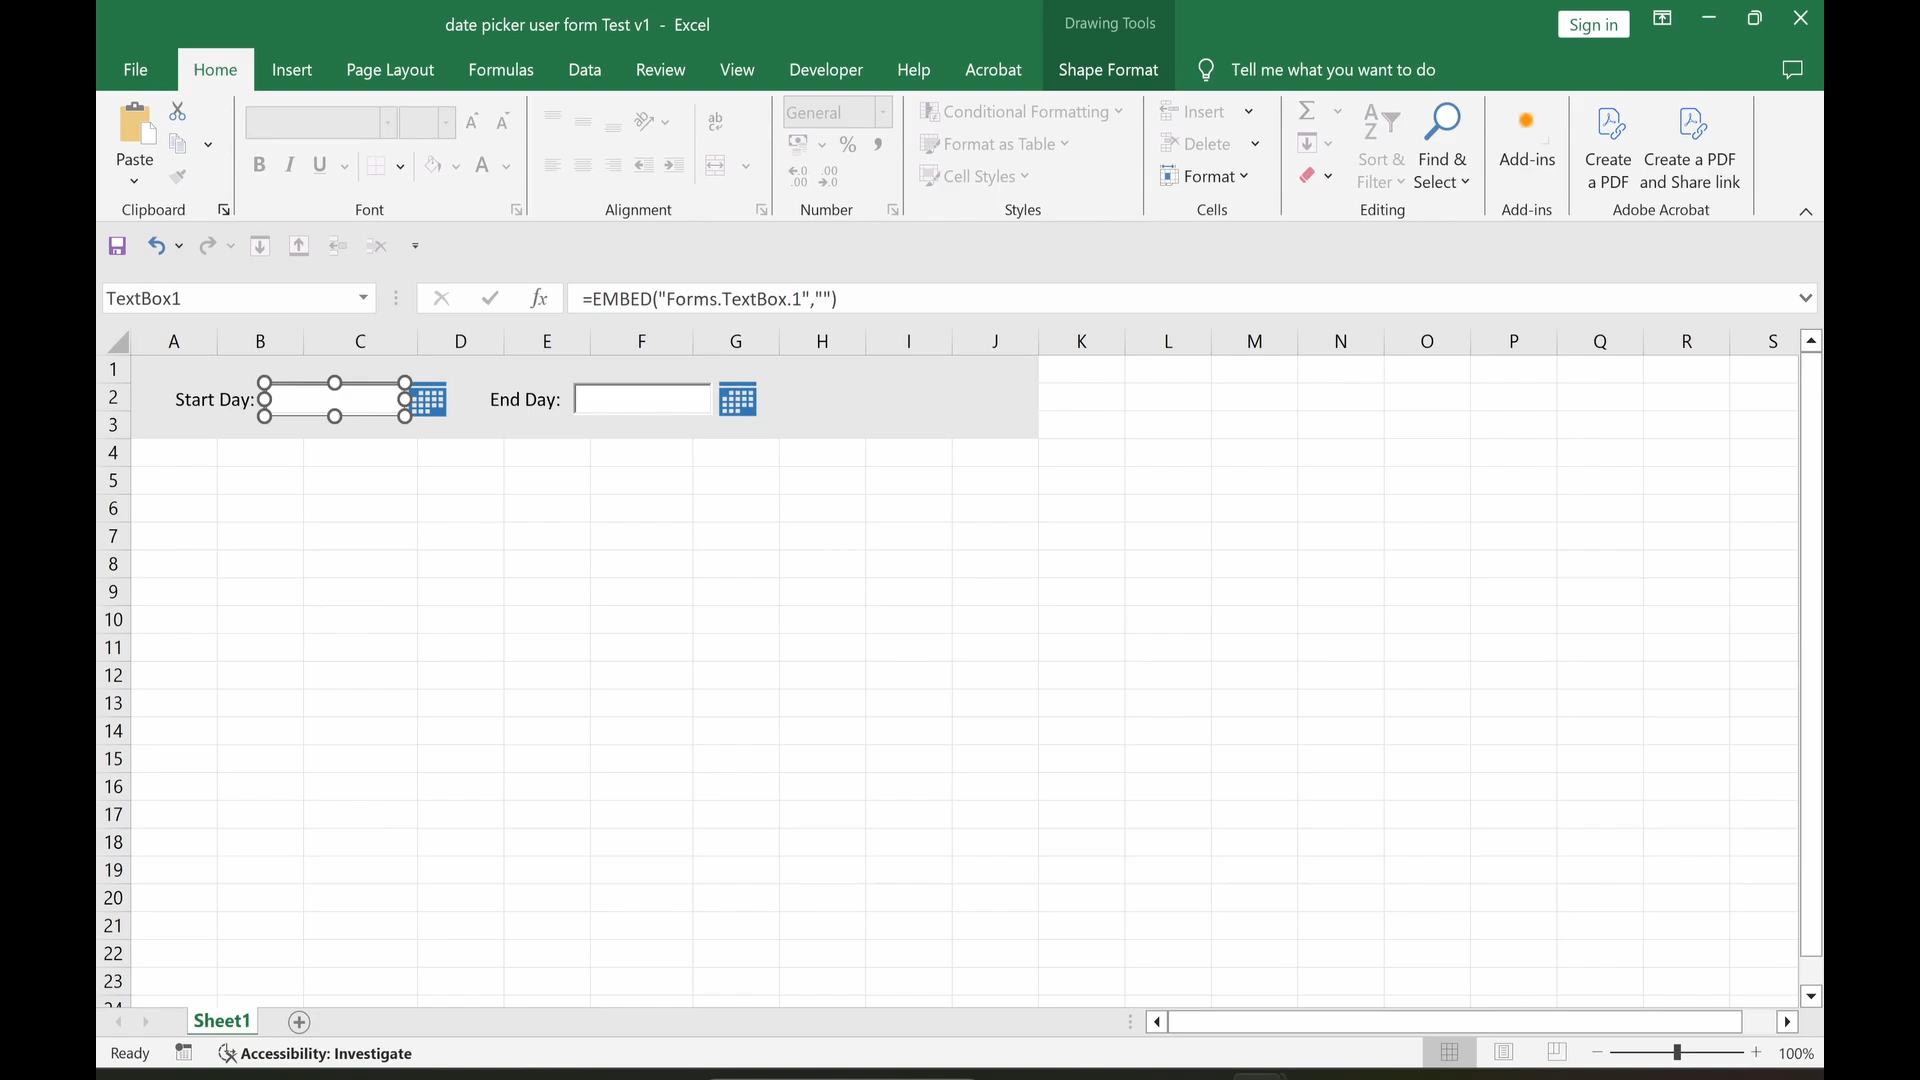 date picker user form Test v1 - Excel
Drawing Tools
Sign in
File Home Insert Page Layout Formulas Data Review View Developer Help Acrobat Shape Format Tell me what you want to do
General
Conditional Formatting
Format as Table
Cell Styles
Insert
Delete
Format
Paste
B I U A
ab
%
Sort &
Filter
Find &
Select
Add-ins
Create
a PDF
Create a PDF
and Share link
Clipboard Font Alignment Number Styles Cells Editing Add-ins Adobe Acrobat
TextBox1 fx =EMBED("Forms.TextBox.1","")
A B C D E F G H I J K L M N O P Q R S
1
2 Start Day: End Day:
3
4
5
6
7
8
9
10
11
12
13
14
15
16
17
18
19
20
21
22
23
Sheet1
Ready Accessibility: Investigate 100%